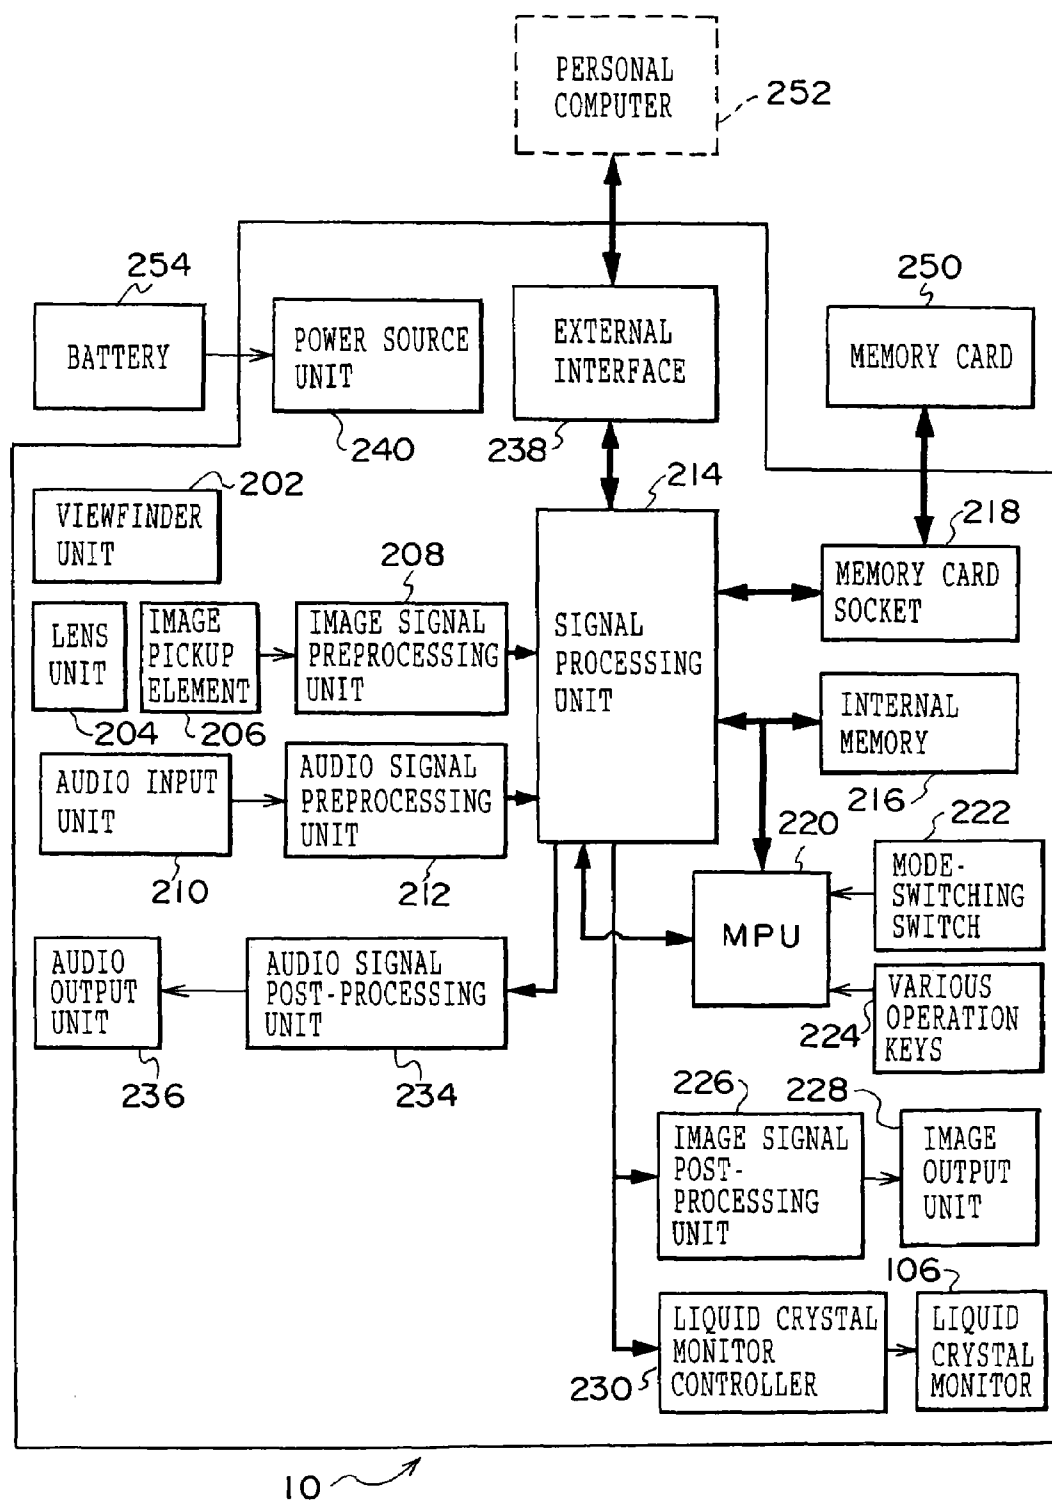 PERSONAL
COMPUTER
252
254
BATTERY
POWER SOURCE
UNIT
240
EXTERNAL
INTERFACE
238
250
MEMORY CARD
202
VIEWFINDER
UNIT
214
218
MEMORY CARD
SOCKET
208
LENS
UNIT
204
IMAGE
PICKUP
ELEMENT
206
IMAGE SIGNAL
PREPROCESSING
UNIT
SIGNAL
PROCESSING
UNIT
INTERNAL
MEMORY
216
AUDIO INPUT
UNIT
210
AUDIO SIGNAL
PREPROCESSING
UNIT
212
220
222
MPU
MODE-
SWITCHING
SWITCH
224
VARIOUS
OPERATION
KEYS
AUDIO
OUTPUT
UNIT
236
AUDIO SIGNAL
POST-PROCESSING
UNIT
234
226
228
IMAGE SIGNAL
POST-
PROCESSING
UNIT
IMAGE
OUTPUT
UNIT
106
230
LIQUID CRYSTAL
MONITOR
CONTROLLER
LIQUID
CRYSTAL
MONITOR
10